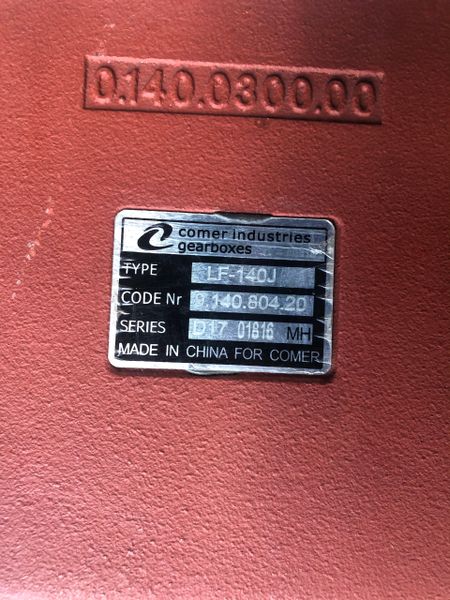 0.140.0300.00
comer industries
gearboxes
TYPE LF-140J
CODE Nr 9.140.804.20
SERIES D17 01816 MH
MADE IN CHINA FOR COMER